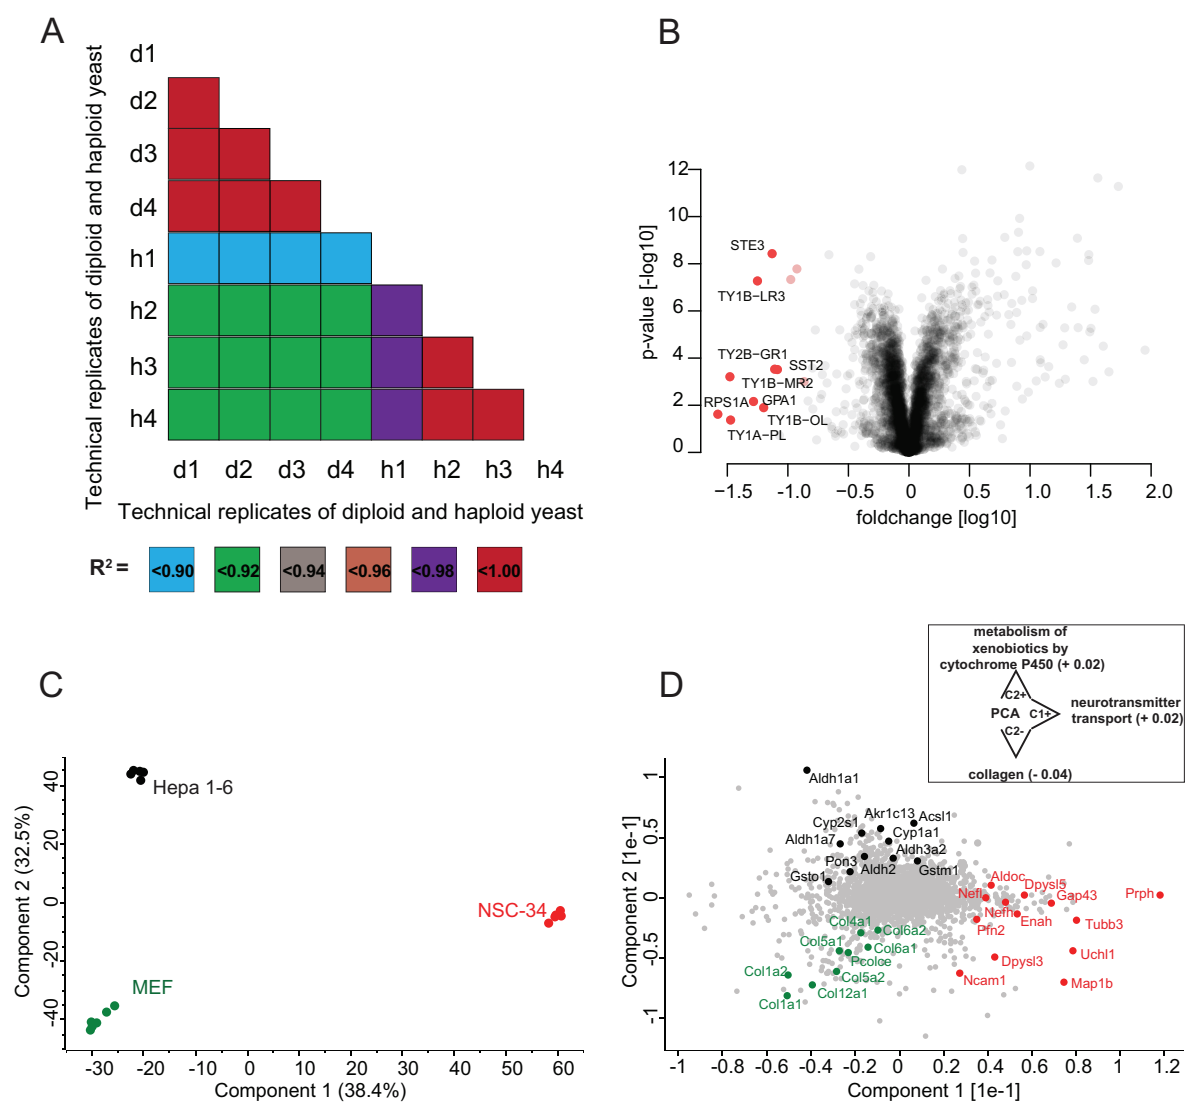 A
Technical replicates of diploid and haploid yeast
d1
d2
d3
d4
h1
h2
h3
h4
d1 d2 d3 d4 h1 h2 h3 h4
Technical replicates of diploid and haploid yeast
R2 = <0.90 <0.92 <0.94 <0.96 <0.98 <1.00
B
p-value [-log10]
12
10
8
6
4
2
0
STE3
TY1B−LR3
TY2B−GR1
SST2
TY1B−MR2
RPS1A
GPA1
TY1B−OL
TY1A−PL
−1.5 −1.0 −0.5 0 0.5 1.0 1.5 2.0
foldchange [log10]
C
Component 2 (32.5%)
40
20
0
-20
-40
Hepa 1-6
NSC-34
MEF
-30 -20 -10 0 10 20 30 40 50 60
Component 1 (38.4%)
D
metabolism of
xenobiotics by
cytochrome P450 (+ 0.02)
C2+
PCA C1+
C2-
neurotransmitter
transport (+ 0.02)
collagen (- 0.04)
Component 2 [1e-1]
1
0.5
0
-0.5
-1
Aldh1a1
Akr1c13
Acsl1
Cyp2s1
Cyp1a1
Aldh1a7
Aldh3a2
Pon3
Aldh2
Gstm1
Gsto1
Aldoc
Dpysl5
Nefl
Gap43
Prph
Nefh
Enah
Pfn2
Tubb3
Col4a1
Col6a2
Col5a1
Col6a1
Pcolce
Uchl1
Dpysl3
Col1a2
Col5a2
Ncam1
Map1b
Col12a1
Col1a1
-1 -0.8 -0.6 -0.4 -0.2 0 0.2 0.4 0.6 0.8 1 1.2
Component 1 [1e-1]